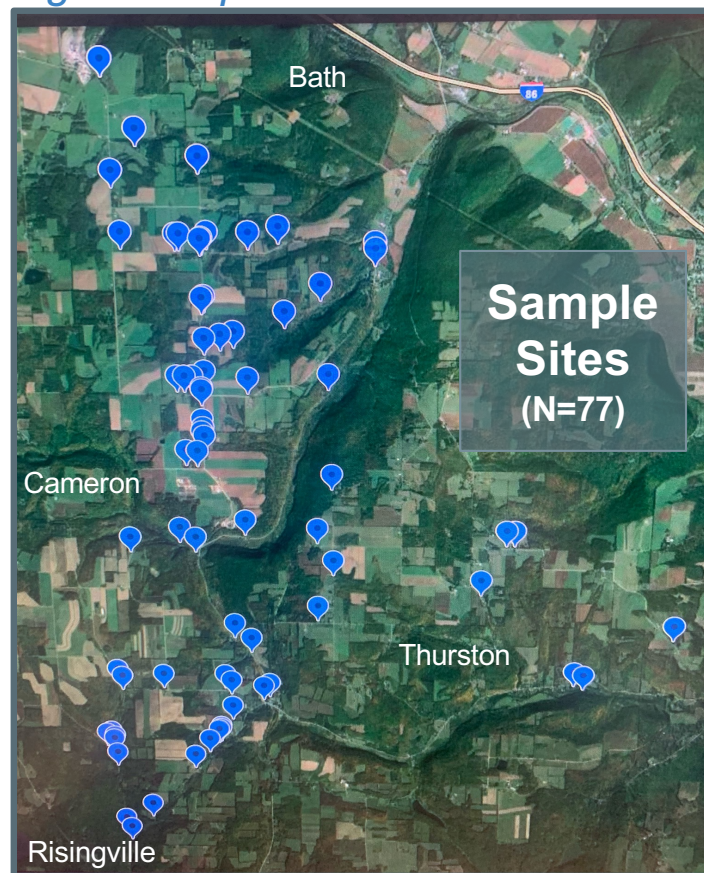 Bath
86
Sample
Sites
(N=77)
Cameron
Thurston
Risingville